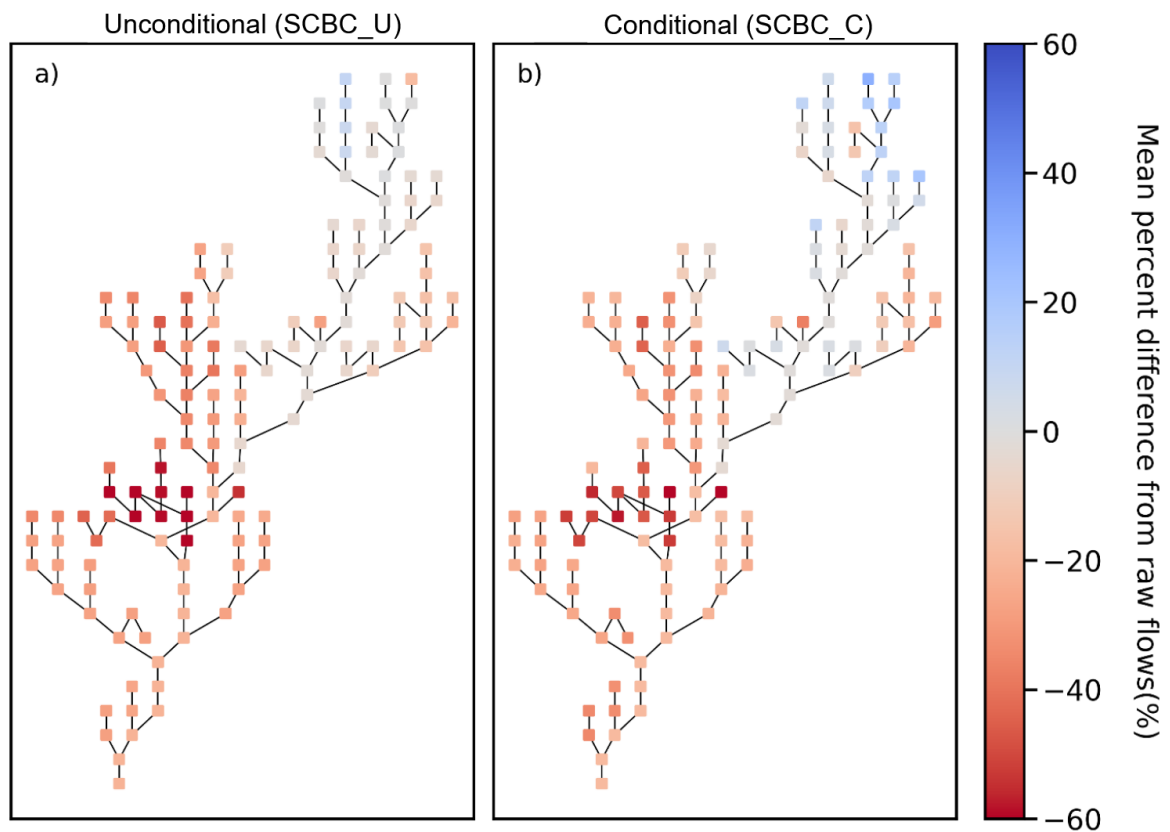 Unconditional (SCBC_U)
Conditional (SCBC_C)
a)
b)
60
40
20
0
−20
−40
−60
Mean percent difference from raw flows(%)